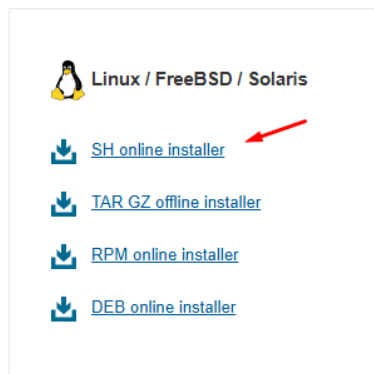 Linux / FreeBSD / Solaris
SH online installer
TAR GZ offline installer
RPM online installer
DEB online installer